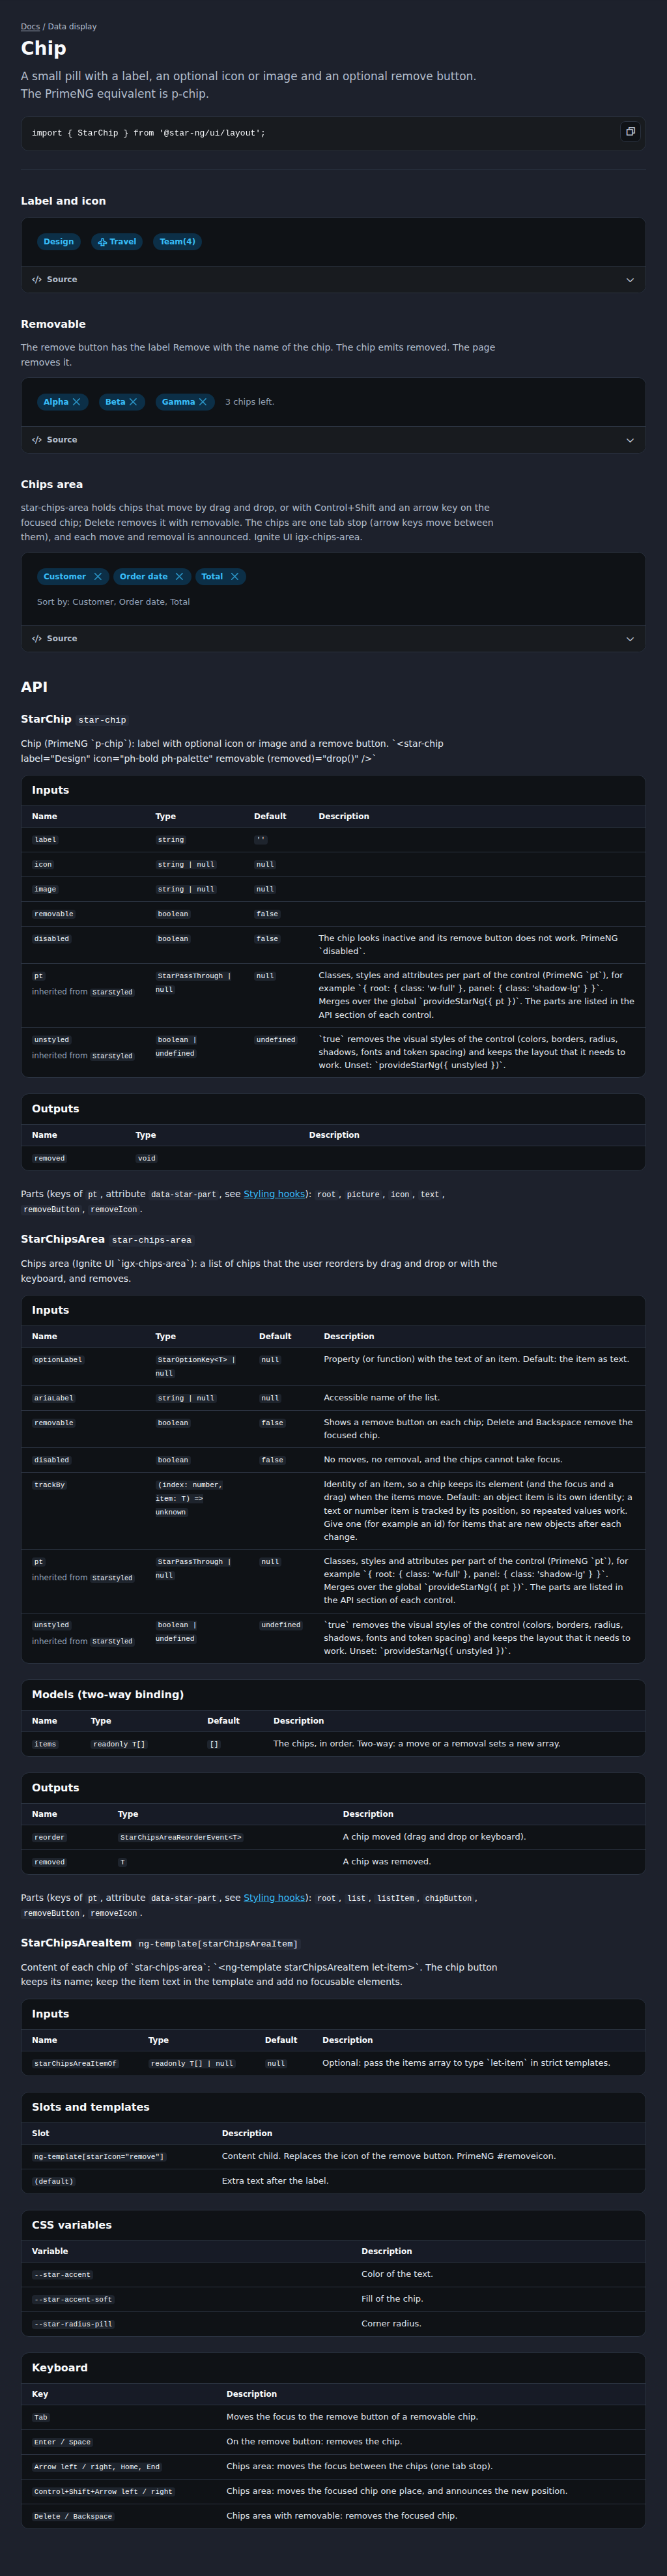 Docs / Data display
Chip
A small pill with a label, an optional icon or image and an optional remove button.
The PrimeNG equivalent is p-chip.
import { StarChip } from '@star-ng/ui/layout';
Label and icon
Design Travel Team(4)
Source
Removable
The remove button has the label Remove with the name of the chip. The chip emits removed. The page
removes it.
Alpha Beta Gamma 3 chips left.
Source
Chips area
star-chips-area holds chips that move by drag and drop, or with Control+Shift and an arrow key on the
focused chip; Delete removes it with removable. The chips are one tab stop (arrow keys move between
them), and each move and removal is announced. Ignite UI igx-chips-area.
Customer Order date Total
Sort by: Customer, Order date, Total
Source
API
StarChip star-chip
Chip (PrimeNG `p-chip`): label with optional icon or image and a remove button. `<star-chip
label="Design" icon="ph-bold ph-palette" removable (removed)="drop()" />`
Inputs
Name Type Default Description
label string ''
icon string | null null
image string | null null
removable boolean false
disabled boolean false The chip looks inactive and its remove button does not work. PrimeNG
`disabled`.
pt StarPassThrough | null Classes, styles and attributes per part of the control (PrimeNG `pt`), for
inherited from StarStyled null example `{ root: { class: 'w-full' }, panel: { class: 'shadow-lg' } }`.
Merges over the global `provideStarNg({ pt })`. The parts are listed in the
API section of each control.
unstyled boolean | undefined `true` removes the visual styles of the control (colors, borders, radius,
inherited from StarStyled undefined shadows, fonts and token spacing) and keeps the layout that it needs to
work. Unset: `provideStarNg({ unstyled })`.
Outputs
Name Type Description
removed void
Parts (keys of pt, attribute data-star-part, see Styling hooks): root, picture, icon, text,
removeButton, removeIcon.
StarChipsArea star-chips-area
Chips area (Ignite UI `igx-chips-area`): a list of chips that the user reorders by drag and drop or with the
keyboard, and removes.
Inputs
Name Type Default Description
optionLabel StarOptionKey<T> | null Property (or function) with the text of an item. Default: the item as text.
null
ariaLabel string | null null Accessible name of the list.
removable boolean false Shows a remove button on each chip; Delete and Backspace remove the
focused chip.
disabled boolean false No moves, no removal, and the chips cannot take focus.
trackBy (index: number, Identity of an item, so a chip keeps its element (and the focus and a
item: T) => drag) when the items move. Default: an object item is its own identity; a
unknown text or number item is tracked by its position, so repeated values work.
Give one (for example an id) for items that are new objects after each
change.
pt StarPassThrough | null Classes, styles and attributes per part of the control (PrimeNG `pt`), for
inherited from StarStyled null example `{ root: { class: 'w-full' }, panel: { class: 'shadow-lg' } }`.
Merges over the global `provideStarNg({ pt })`. The parts are listed in
the API section of each control.
unstyled boolean | undefined `true` removes the visual styles of the control (colors, borders, radius,
inherited from StarStyled undefined shadows, fonts and token spacing) and keeps the layout that it needs to
work. Unset: `provideStarNg({ unstyled })`.
Models (two-way binding)
Name Type Default Description
items readonly T[] [] The chips, in order. Two-way: a move or a removal sets a new array.
Outputs
Name Type Description
reorder StarChipsAreaReorderEvent<T> A chip moved (drag and drop or keyboard).
removed T A chip was removed.
Parts (keys of pt, attribute data-star-part, see Styling hooks): root, list, listItem, chipButton,
removeButton, removeIcon.
StarChipsAreaItem ng-template[starChipsAreaItem]
Content of each chip of `star-chips-area`: `<ng-template starChipsAreaItem let-item>`. The chip button
keeps its name; keep the item text in the template and add no focusable elements.
Inputs
Name Type Default Description
starChipsAreaItemOf readonly T[] | null null Optional: pass the items array to type `let-item` in strict templates.
Slots and templates
Slot Description
ng-template[starIcon="remove"] Content child. Replaces the icon of the remove button. PrimeNG #removeicon.
(default) Extra text after the label.
CSS variables
Variable Description
--star-accent Color of the text.
--star-accent-soft Fill of the chip.
--star-radius-pill Corner radius.
Keyboard
Key Description
Tab Moves the focus to the remove button of a removable chip.
Enter / Space On the remove button: removes the chip.
Arrow left / right, Home, End Chips area: moves the focus between the chips (one tab stop).
Control+Shift+Arrow left / right Chips area: moves the focused chip one place, and announces the new position.
Delete / Backspace Chips area with removable: removes the focused chip.